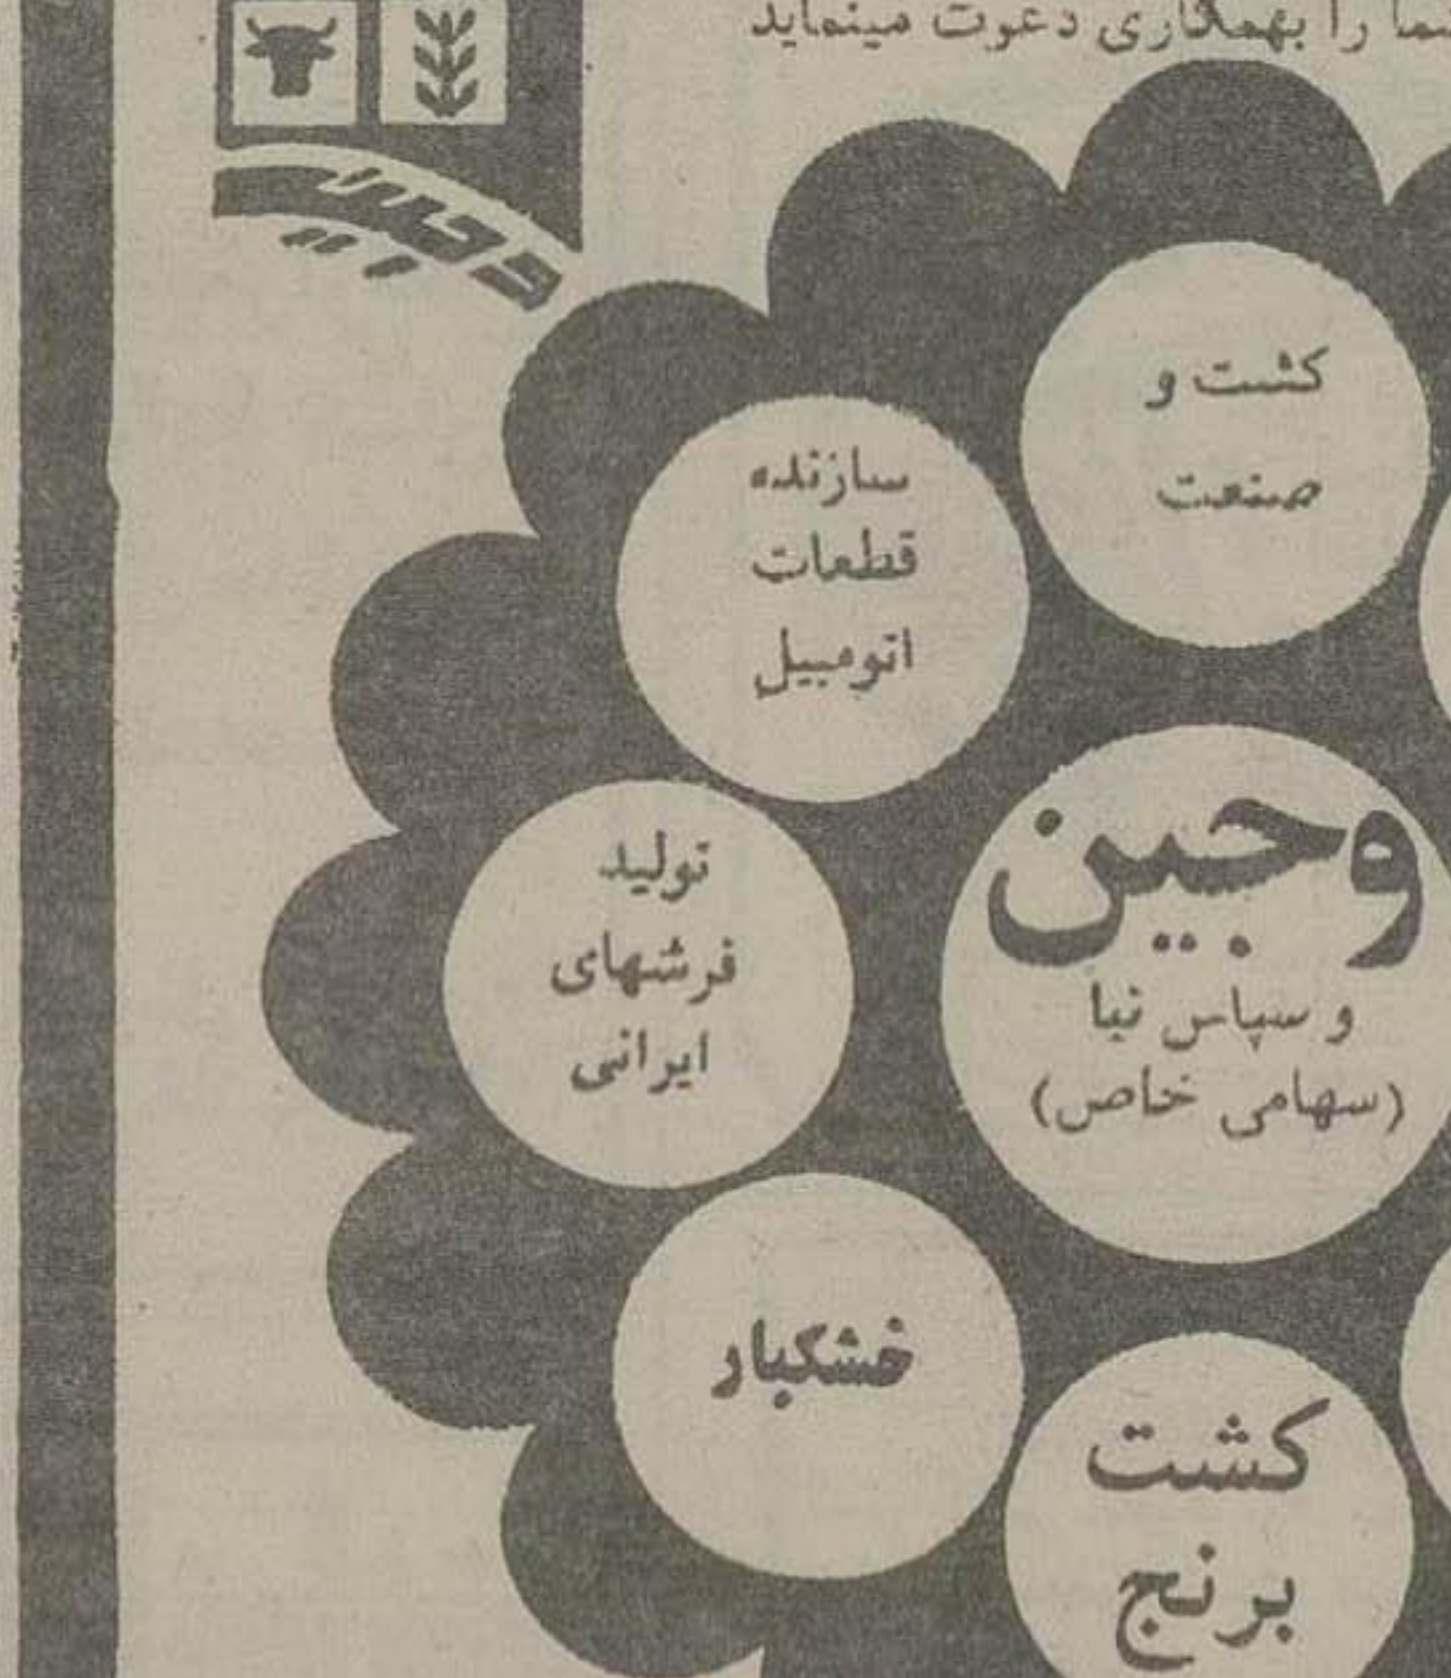 شما را بهمکاری دعوت مینماید
وجین
کشت و
صنعت
سازنده
قطعات
اتومبیل
وجین
و سپاس نیا
(سهامی خاص)
تولید
فرشهای
ایرانی
خشکبار
کشت
برنج